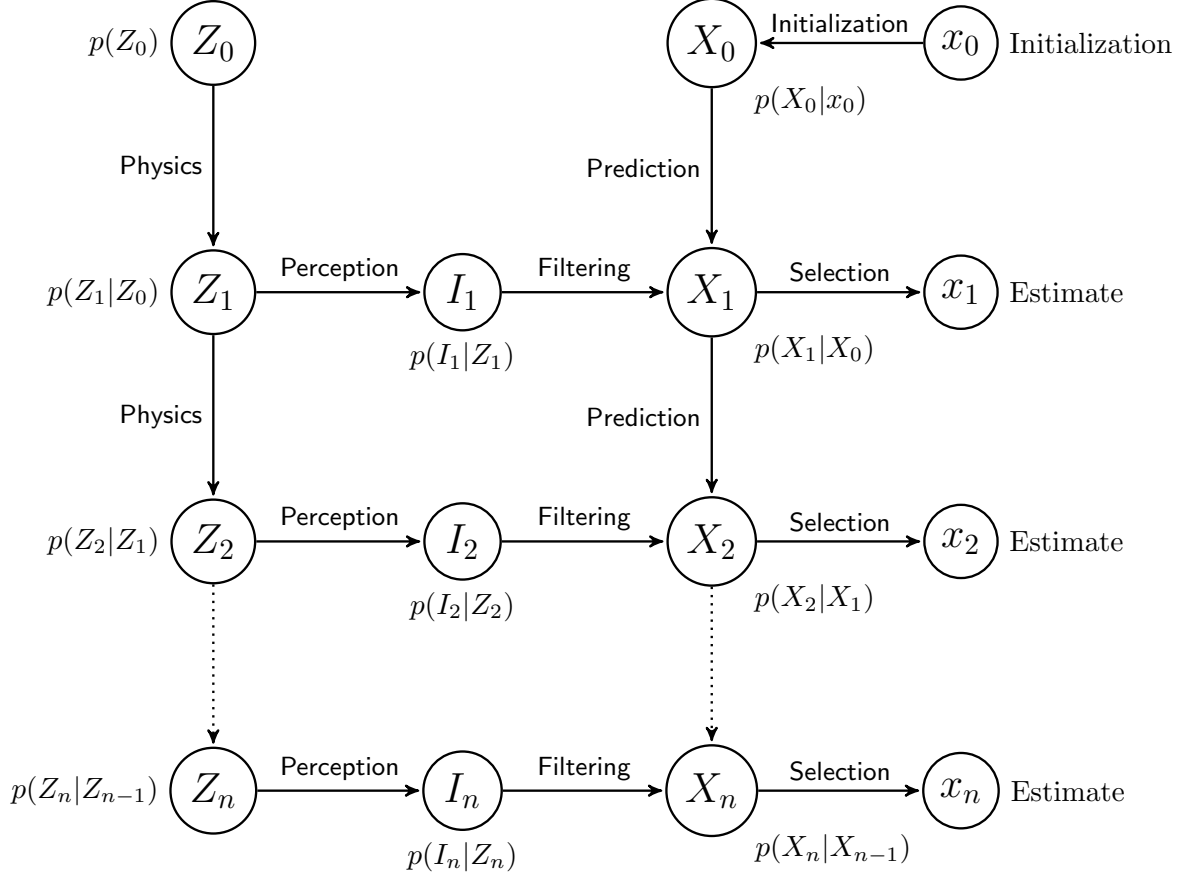 p(Z_0) Z_0 X_0 Initialization x_0 Initialization
p(X_0|x_0)
Physics Prediction
p(Z_1|Z_0) Z_1 Perception I_1 Filtering X_1 Selection x_1 Estimate
p(I_1|Z_1) p(X_1|X_0)
Physics Prediction
p(Z_2|Z_1) Z_2 Perception I_2 Filtering X_2 Selection x_2 Estimate
p(I_2|Z_2) p(X_2|X_1)
p(Z_n|Z_{n-1}) Z_n Perception I_n Filtering X_n Selection x_n Estimate
p(I_n|Z_n) p(X_n|X_{n-1})